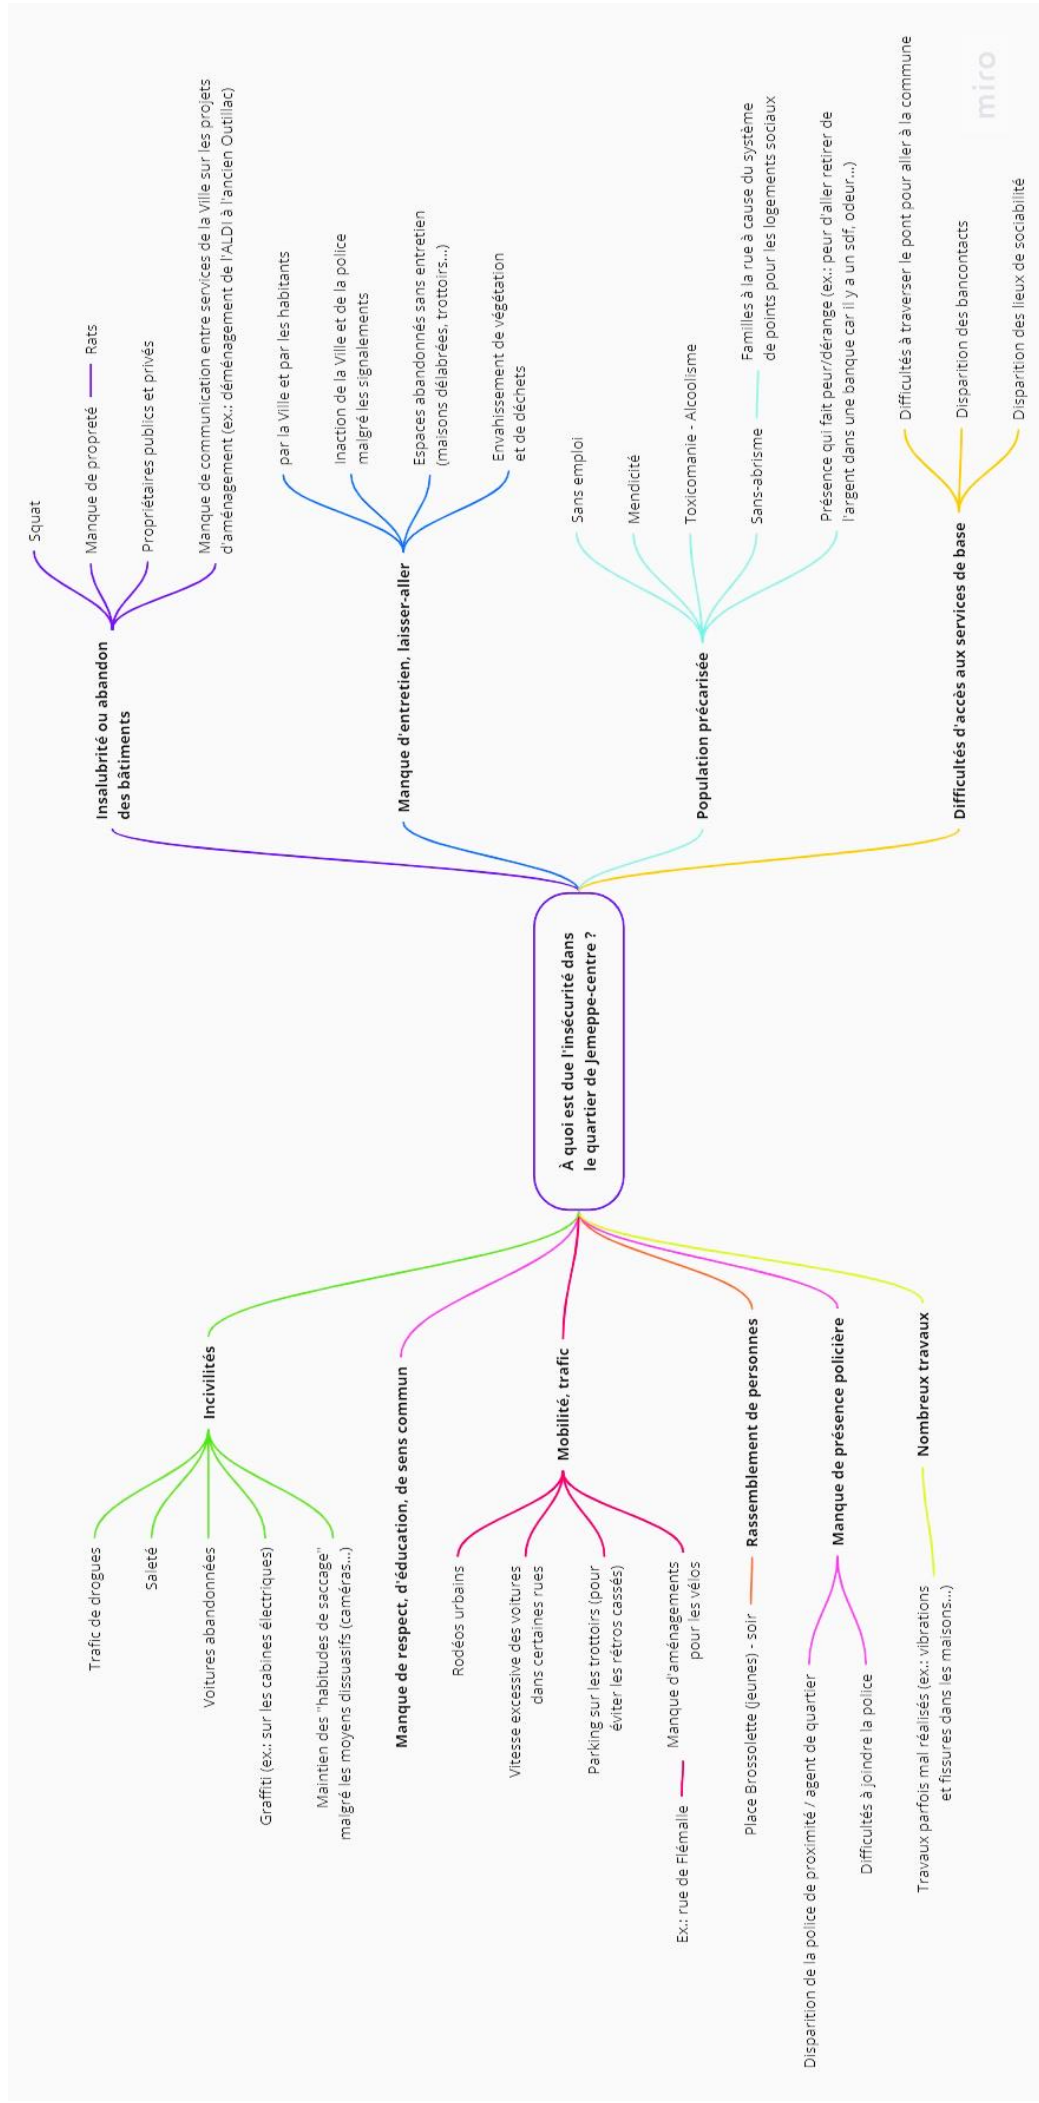 À quoi est due l'insécurité dans
le quartier de Jemeppe-centre ?
Insalubrité ou abandon
des bâtiments
Squat
Manque de propreté
Rats
Propriétaires publics et privés
Manque de communication entre services de la Ville sur les projets
d'aménagement (ex.: déménagement de l'ALDI à l'ancien Outillac)
Manque d'entretien, laisser-aller
par la Ville et par les habitants
Inaction de la Ville et de la police
malgré les signalements
Espaces abandonnés sans entretien
(maisons délabrées, trottoirs...)
Envahissement de végétation
et de déchets
Population précarisée
Sans emploi
Mendicité
Toxicomanie - Alcoolisme
Sans-abrisme
Familles à la rue à cause du système
de points pour les logements sociaux
Présence qui fait peur/dérange (ex.: peur d'aller retirer de
l'argent dans une banque car il y a un sdf, odeur...)
Difficultés d'accès aux services de base
Difficultés à traverser le pont pour aller à la commune
Disparition des bancontacts
Disparition des lieux de sociabilité
Incivilités
Trafic de drogues
Saleté
Voitures abandonnées
Graffiti (ex.: sur les cabines électriques)
Maintien des "habitudes de saccage"
malgré les moyens dissuasifs (caméras...)
Manque de respect, d'éducation, de sens commun
Mobilité, trafic
Rodéos urbains
Vitesse excessive des voitures
dans certaines rues
Parking sur les trottoirs (pour
éviter les rétros cassés)
Manque d'aménagements
pour les vélos
Ex.: rue de Flémalle
Rassemblement de personnes
Place Brossolette (jeunes) - soir
Manque de présence policière
Disparition de la police de proximité / agent de quartier
Difficultés à joindre la police
Nombreux travaux
Travaux parfois mal réalisés (ex.: vibrations
et fissures dans les maisons...)
miro